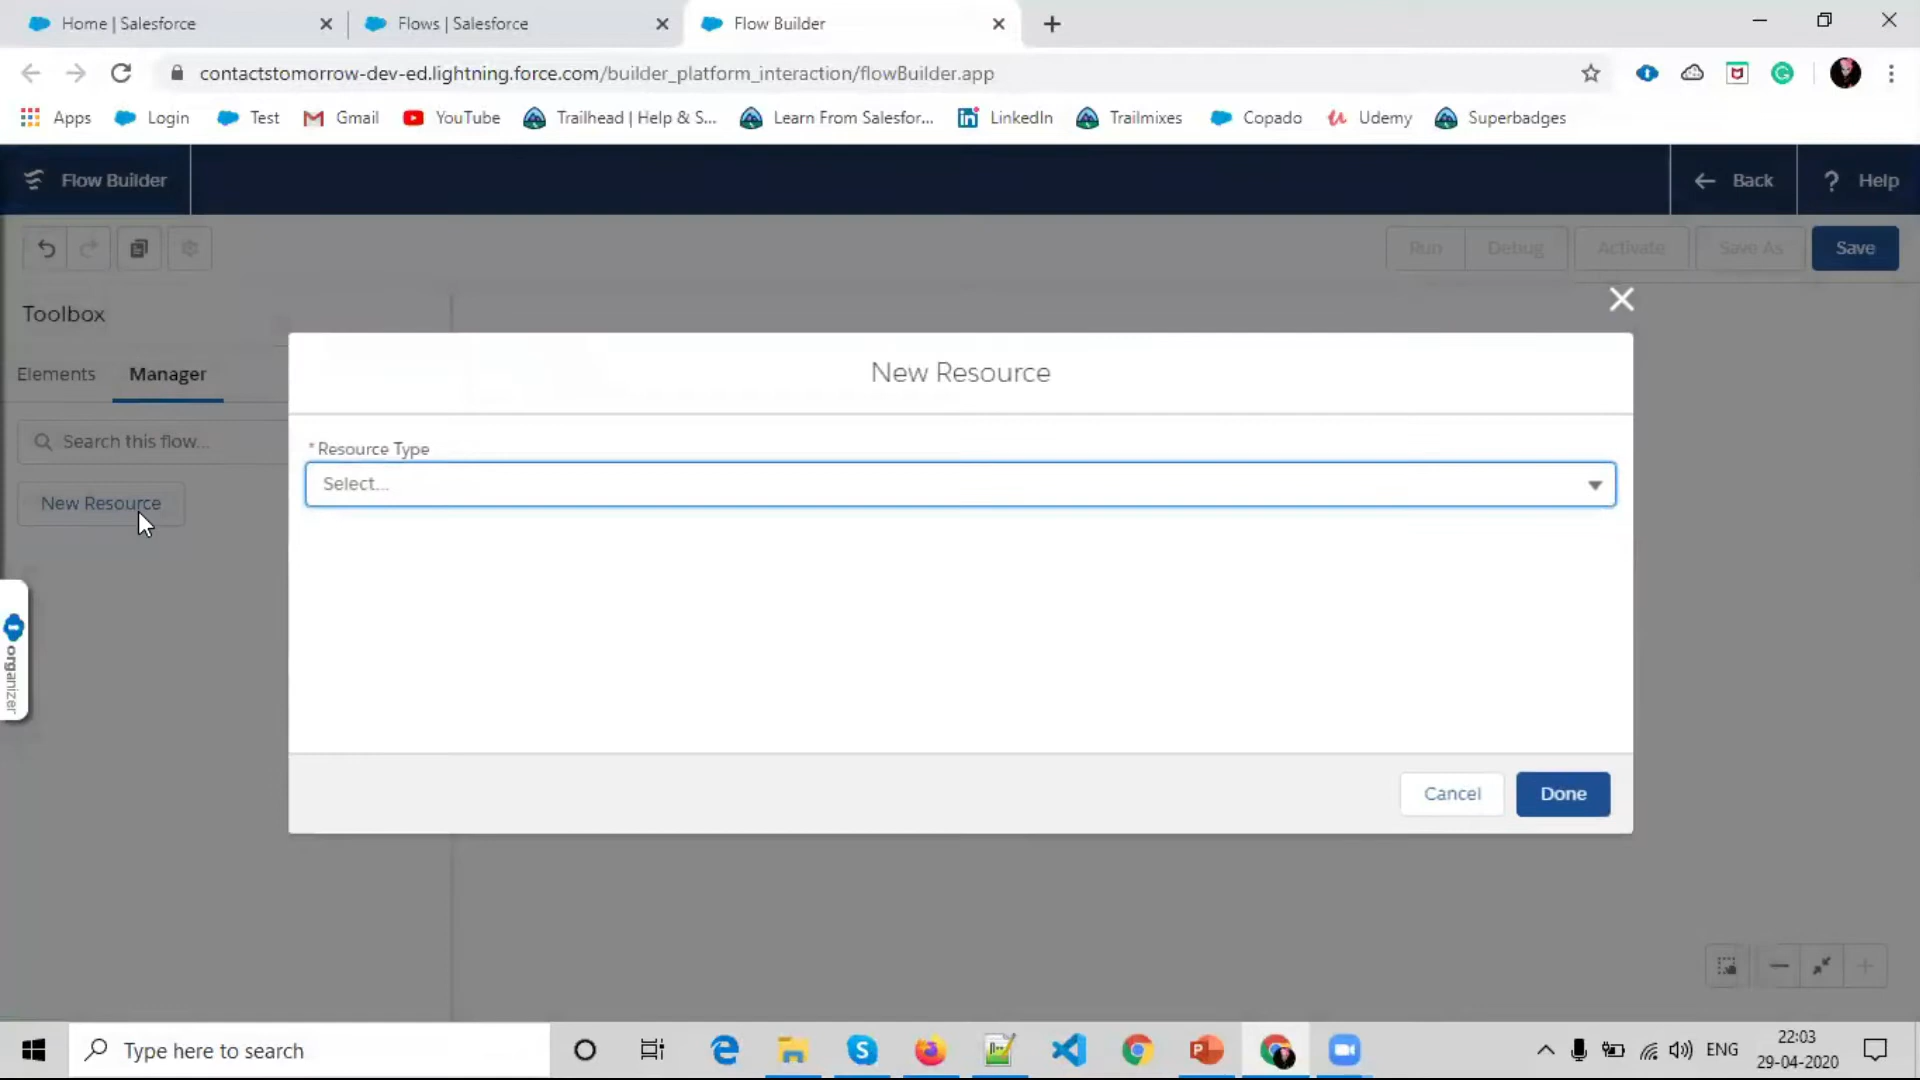 Home | Salesforce
Flows | Salesforce
Flow Builder
contactstomorrow-dev-ed.lightning.force.com/builder_platform_interaction/flowBuilder.app
Apps
Login
Test
Gmail
YouTube
Trailhead | Help & S...
Learn From Salesfor...
LinkedIn
Trailmixes
Copado
Udemy
Superbadges
Flow Builder
Back
? Help
Run
Debug
Activate
Save As
Save
Toolbox
Elements
Manager
Search this flow...
New Resource
New Resource
* Resource Type
Select...
Cancel
Done
organizer
Type here to search
ENG
22:03
29-04-2020